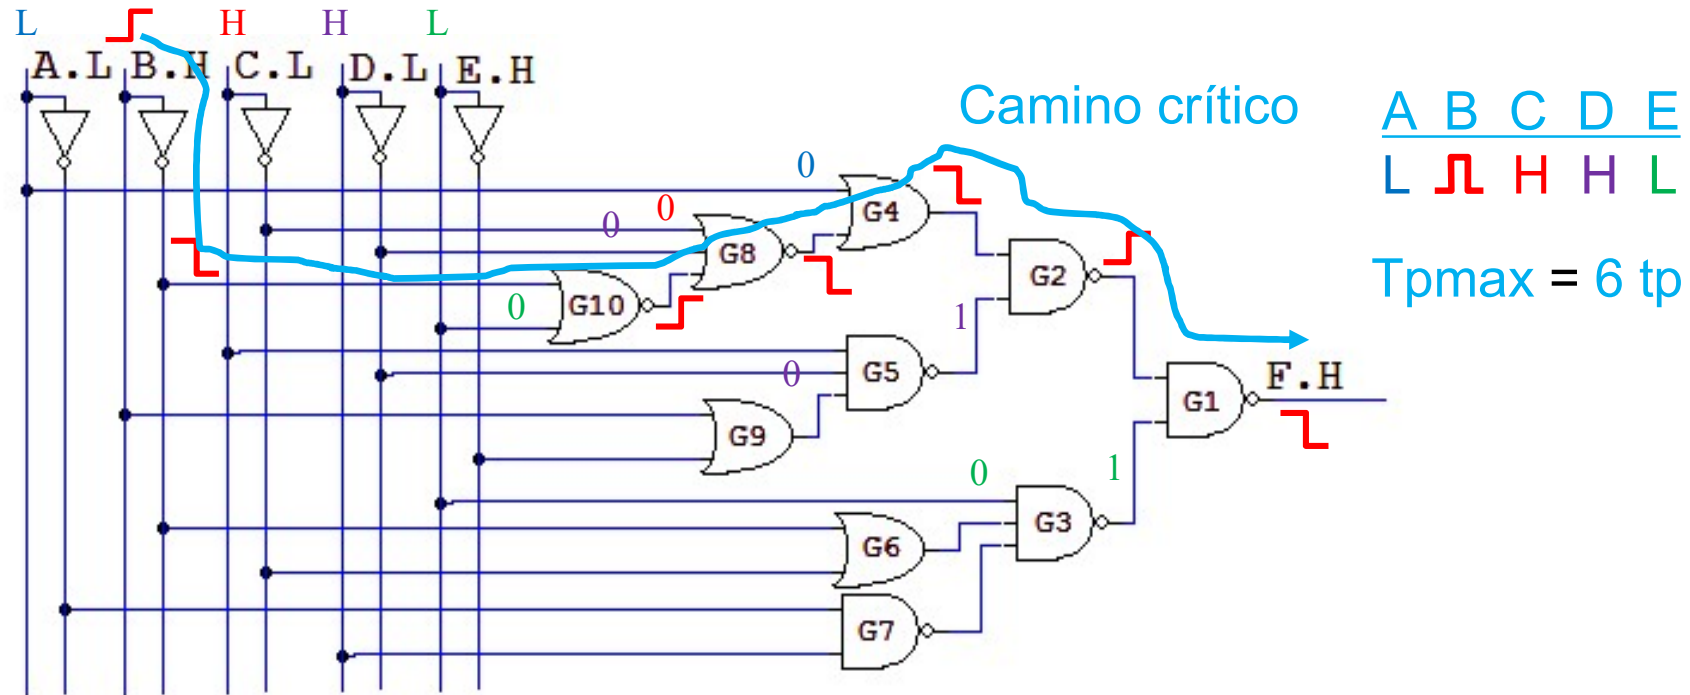 L H H L
A.L B.H C.L D.L E.H
Camino crítico
A B C D E
L H H L
Tpmax = 6 tp
0
G4
0 0
G8
G2
0
G10
1
0
G5
F.H
G1
G9
0 1
G3
G6
G7